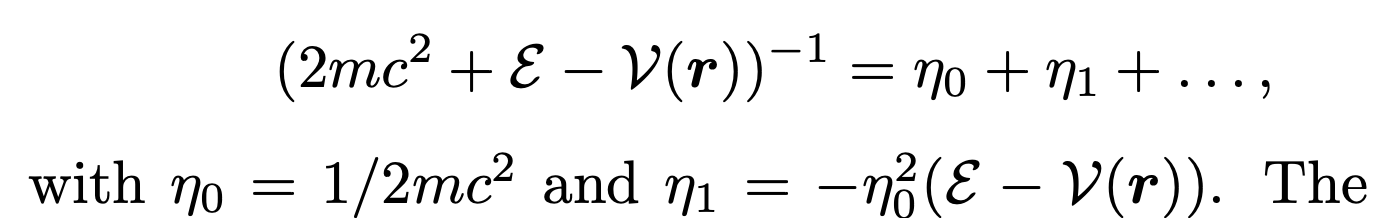 (2mc² + ℰ − 𝒱(𝒓))⁻¹ = η₀ + η₁ + . . . ,
with η₀ = 1/2mc² and η₁ = −η₀²(ℰ − 𝒱(𝒓)). The